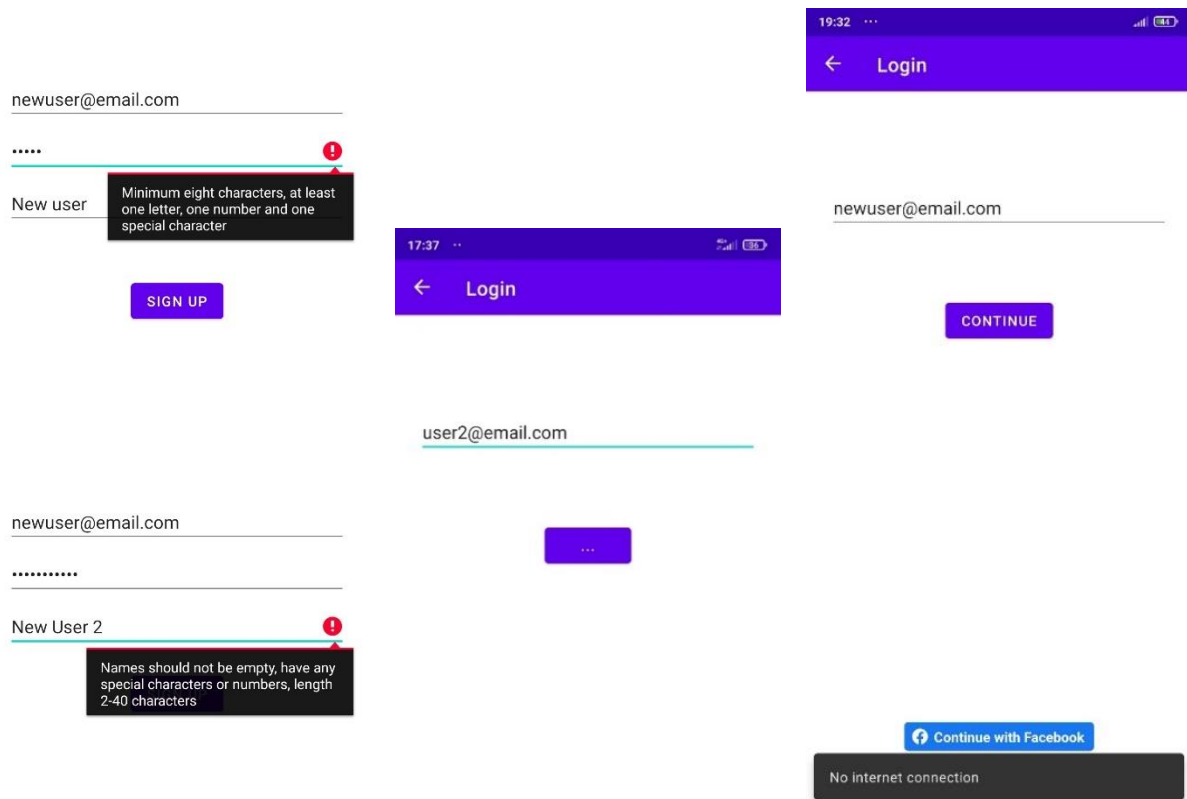 newuser@email.com
•••••
New user
Minimum eight characters, at least
one letter, one number and one
special character
SIGN UP
newuser@email.com
•••••••••••
New User 2
Names should not be empty, have any
special characters or numbers, length
2-40 characters
17:37 ··
Login
user2@email.com
...
19:32 ···
44
Login
newuser@email.com
CONTINUE
Continue with Facebook
No internet connection